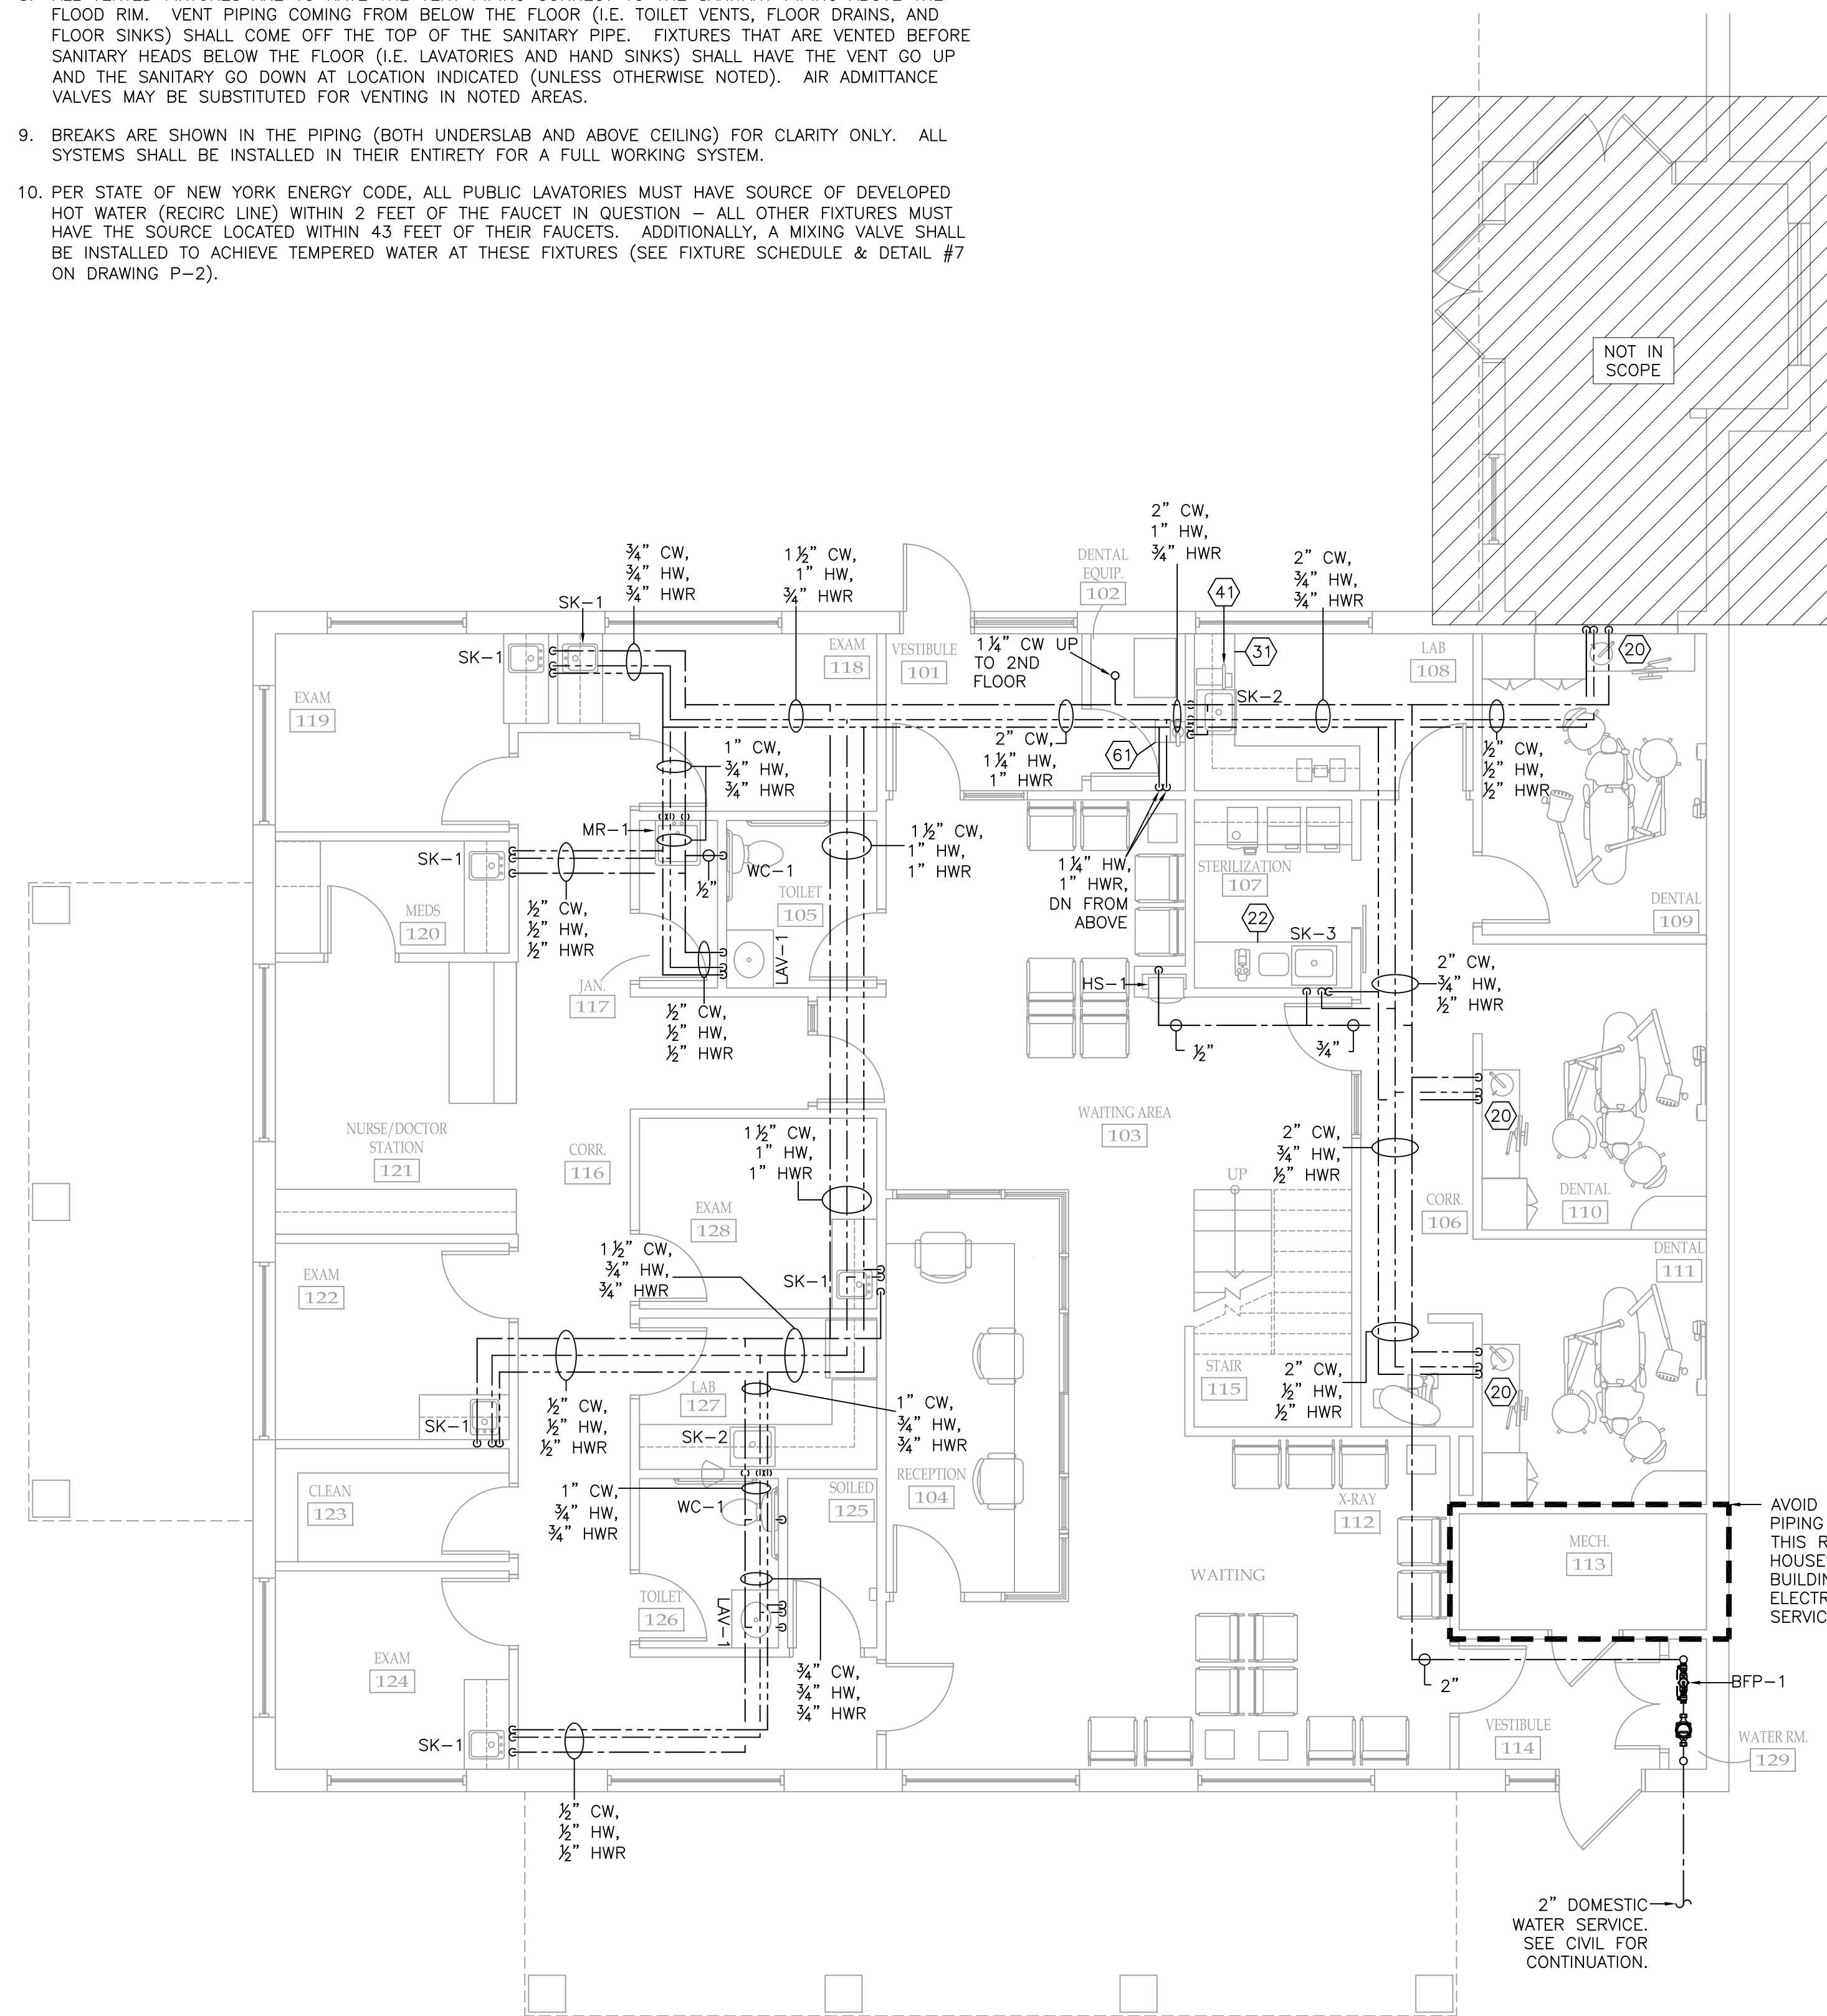 FLOOD RIM. VENT PIPING COMING FROM BELOW THE FLOOR (I.E. TOILET VENTS, FLOOR DRAINS, AND
FLOOR SINKS) SHALL COME OFF THE TOP OF THE SANITARY PIPE. FIXTURES THAT ARE VENTED BEFORE
SANITARY HEADS BELOW THE FLOOR (I.E. LAVATORIES AND HAND SINKS) SHALL HAVE THE VENT GO UP
AND THE SANITARY GO DOWN AT LOCATION INDICATED (UNLESS OTHERWISE NOTED). AIR ADMITTANCE
VALVES MAY BE SUBSTITUTED FOR VENTING IN NOTED AREAS.
9. BREAKS ARE SHOWN IN THE PIPING (BOTH UNDERSLAB AND ABOVE CEILING) FOR CLARITY ONLY. ALL
SYSTEMS SHALL BE INSTALLED IN THEIR ENTIRETY FOR A FULL WORKING SYSTEM.
10. PER STATE OF NEW YORK ENERGY CODE, ALL PUBLIC LAVATORIES MUST HAVE SOURCE OF DEVELOPED
HOT WATER (RECIRC LINE) WITHIN 2 FEET OF THE FAUCET IN QUESTION – ALL OTHER FIXTURES MUST
HAVE THE SOURCE LOCATED WITHIN 43 FEET OF THEIR FAUCETS. ADDITIONALLY, A MIXING VALVE SHALL
BE INSTALLED TO ACHIEVE TEMPERED WATER AT THESE FIXTURES (SEE FIXTURE SCHEDULE & DETAIL #7
ON DRAWING P–2).
NOT IN
SCOPE
2" CW,
1" HW,
¾" HWR
¾" CW,
¾" HW,
¾" HWR
1½" CW,
1" HW,
¾" HWR
DENTAL
EQUIP.
102
2" CW,
¾" HW,
¾" HWR
41
SK–1
SK–1
EXAM
118
VESTIBULE
101
1¼" CW UP
TO 2ND
FLOOR
31
LAB
108
20
EXAM
119
SK–2
1" CW,
¾" HW,
¾" HWR
2" CW,
1¼" HW,
1" HWR
61
½" CW,
½" HW,
½" HWR
MR–1
SK–1
WC–1
½"
TOILET
105
1½" CW,
1" HW,
1" HWR
1¼" HW,
1" HWR,
DN FROM
ABOVE
STERILIZATION
107
22
SK–3
DENTAL
109
MEDS
120
½" CW,
½" HW,
½" HWR
LAV–1
JAN.
117
½" CW,
½" HW,
½" HWR
HS–1
2" CW,
¾" HW,
½" HWR
½"
¾"
NURSE/DOCTOR
STATION
121
CORR.
116
1½" CW,
1" HW,
1" HWR
WAITING AREA
103
2" CW,
¾" HW,
½" HWR
20
UP
EXAM
128
CORR.
106
DENTAL
110
1½" CW,
¾" HW,
¾" HWR
SK–1
EXAM
122
DENTAL
111
STAIR
115
2" CW,
½" HW,
½" HWR
20
LAB
127
½" CW,
½" HW,
½" HWR
SK–1
SK–2
1" CW,
¾" HW,
¾" HWR
RECEPTION
104
CLEAN
123
1" CW,
¾" HW,
¾" HWR
WC–1
SOILED
125
X-RAY
112
MECH.
113
AVOID
PIPING
THIS
BUILDIN
ELECTR
SERVIC
WAITING
TOILET
126
LAV–1
EXAM
124
¾" CW,
¾" HW,
¾" HWR
2"
BFP–1
SK–1
VESTIBULE
114
WATER RM.
129
½" CW,
½" HW,
½" HWR
2" DOMESTIC
WATER SERVICE.
SEE CIVIL FOR
CONTINUATION.